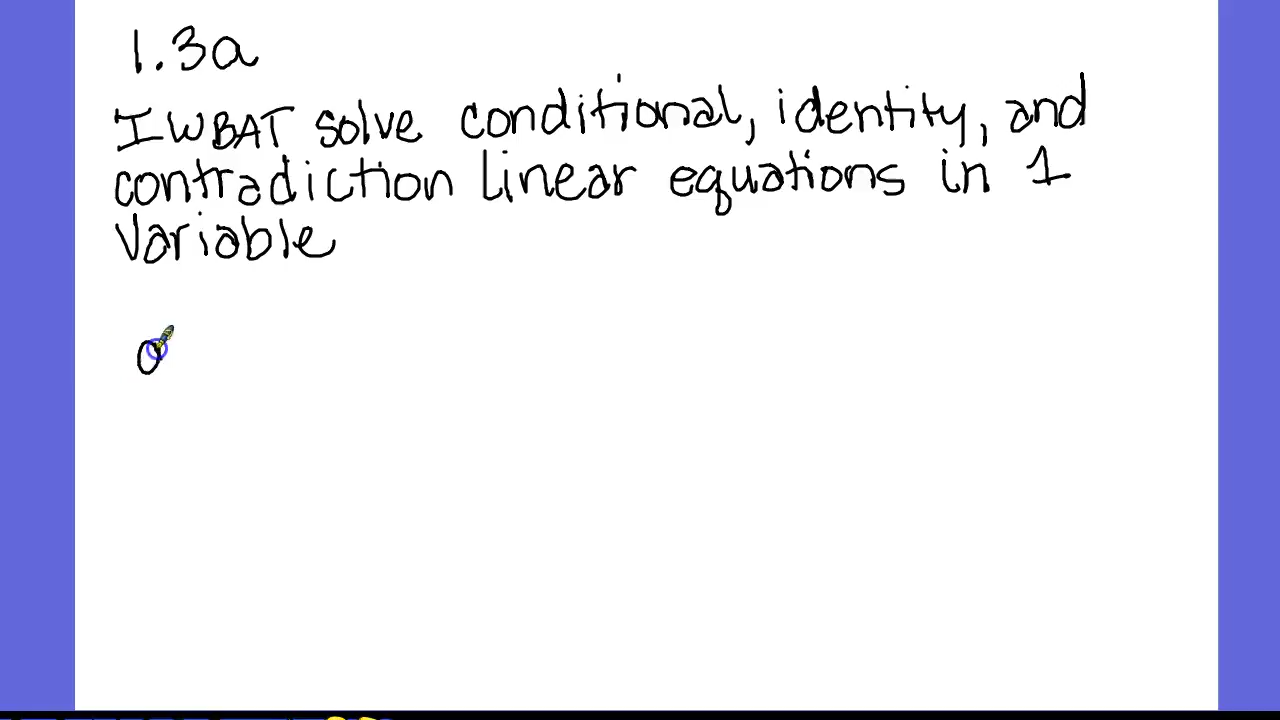 1.3a
IWBAT solve conditional, identity, and
contradiction linear equations in 1
variable